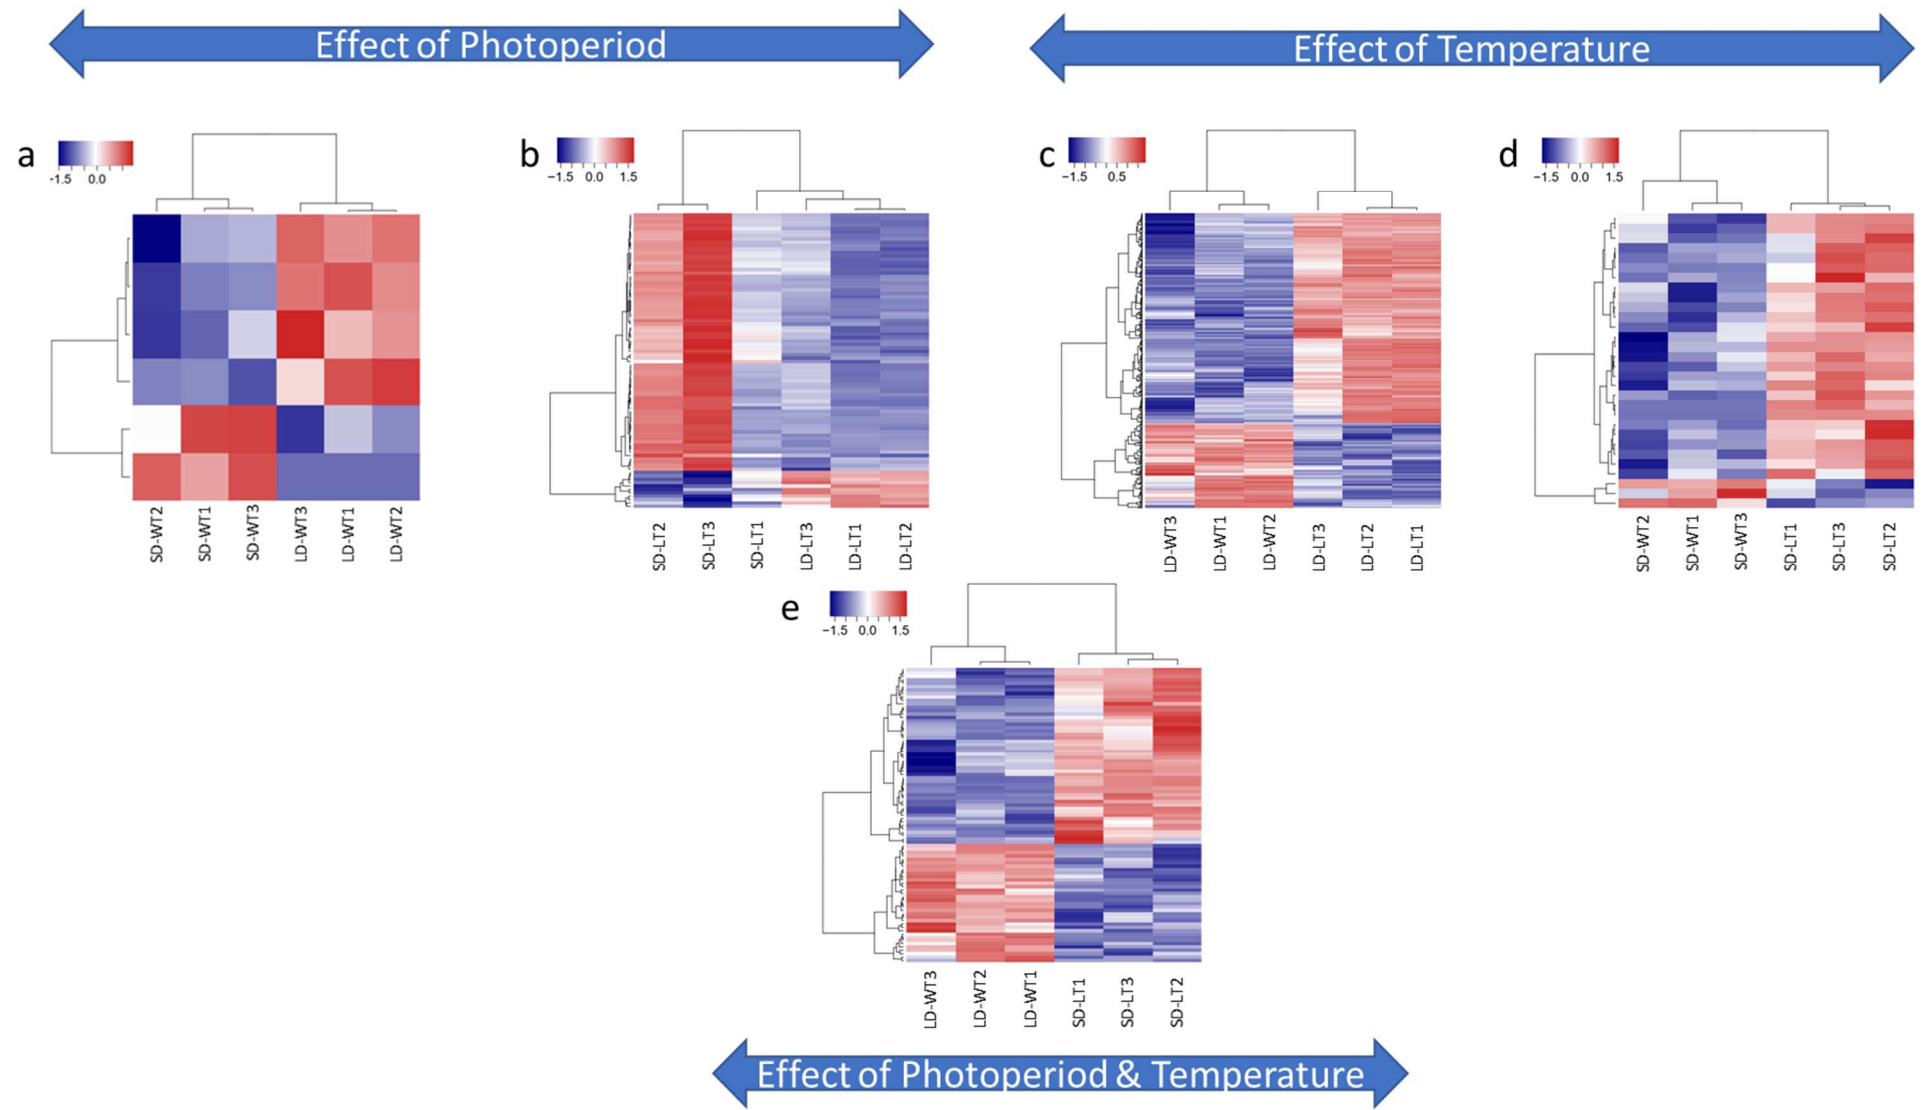 Effect of Photoperiod
Effect of Temperature
a
-1.5 0.0
b
−1.5 0.0 1.5
c
−1.5 0.5
d
−1.5 0.0 1.5
SD-WT2 SD-WT1 SD-WT3 LD-WT3 LD-WT1 LD-WT2
SD-LT2 SD-LT3 SD-LT1 LD-LT3 LD-LT1 LD-LT2
LD-WT3 LD-WT1 LD-WT2 LD-LT3 LD-LT2 LD-LT1
SD-WT2 SD-WT1 SD-WT3 SD-LT1 SD-LT3 SD-LT2
e
−1.5 0.0 1.5
LD-WT3 LD-WT2 LD-WT1 SD-LT1 SD-LT3 SD-LT2
Effect of Photoperiod & Temperature